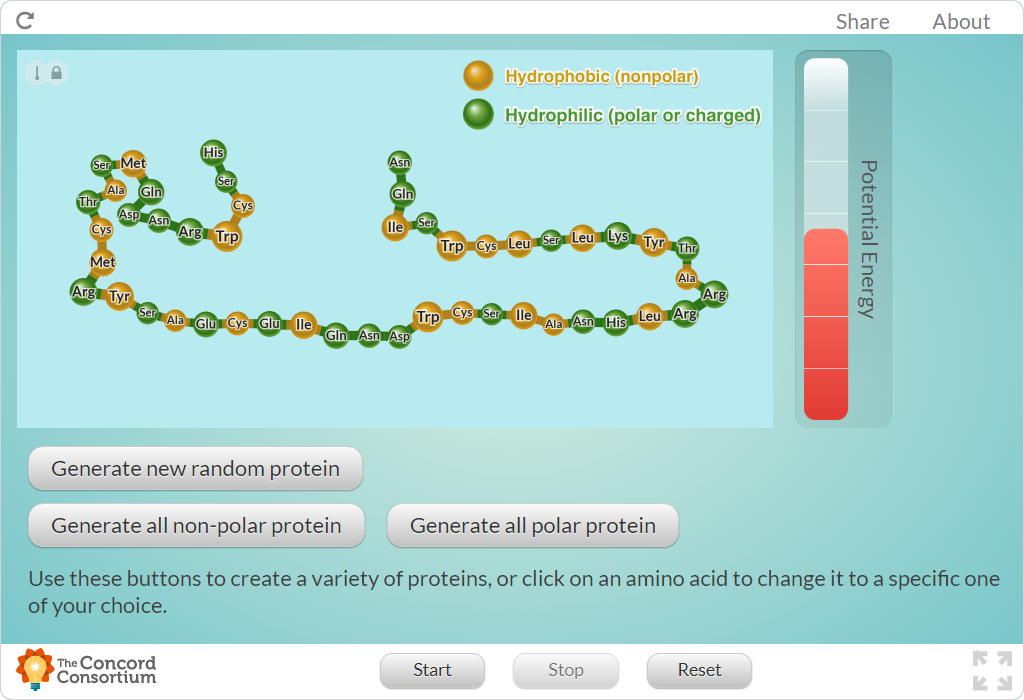 Share About
Hydrophobic (nonpolar)
Hydrophilic (polar or charged)
Potential Energy
His
Ser
Cys
Trp
Arg
Asn
Asp
Gln
Met
Ser
Ala
Thr
Cys
Met
Arg
Tyr
Ser
Ala
Glu
Cys
Glu
Ile
Gln
Asn
Asp
Trp
Cys
Ser
Ile
Ala
Asn
His
Leu
Arg
Arg
Ala
Thr
Tyr
Lys
Leu
Ser
Leu
Cys
Trp
Ser
Ile
Gln
Asn
Generate new random protein
Generate all non-polar protein Generate all polar protein
Use these buttons to create a variety of proteins, or click on an amino acid to change it to a specific one
of your choice.
The Concord
Consortium
Start Stop Reset